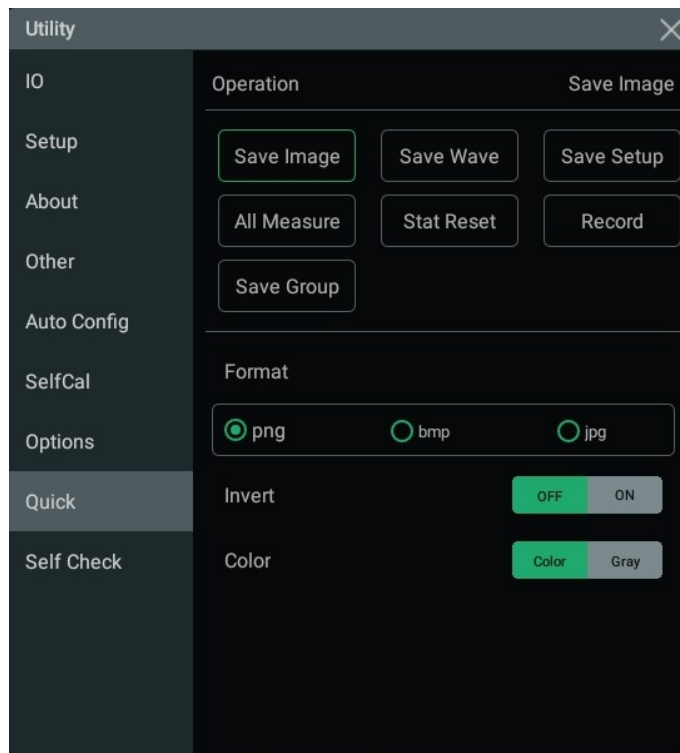 Utility
IO
Setup
About
Other
Auto Config
SelfCal
Options
Quick
Self Check
Operation Save Image
Save Image Save Wave Save Setup
All Measure Stat Reset Record
Save Group
Format
png bmp jpg
Invert OFF ON
Color Color Gray